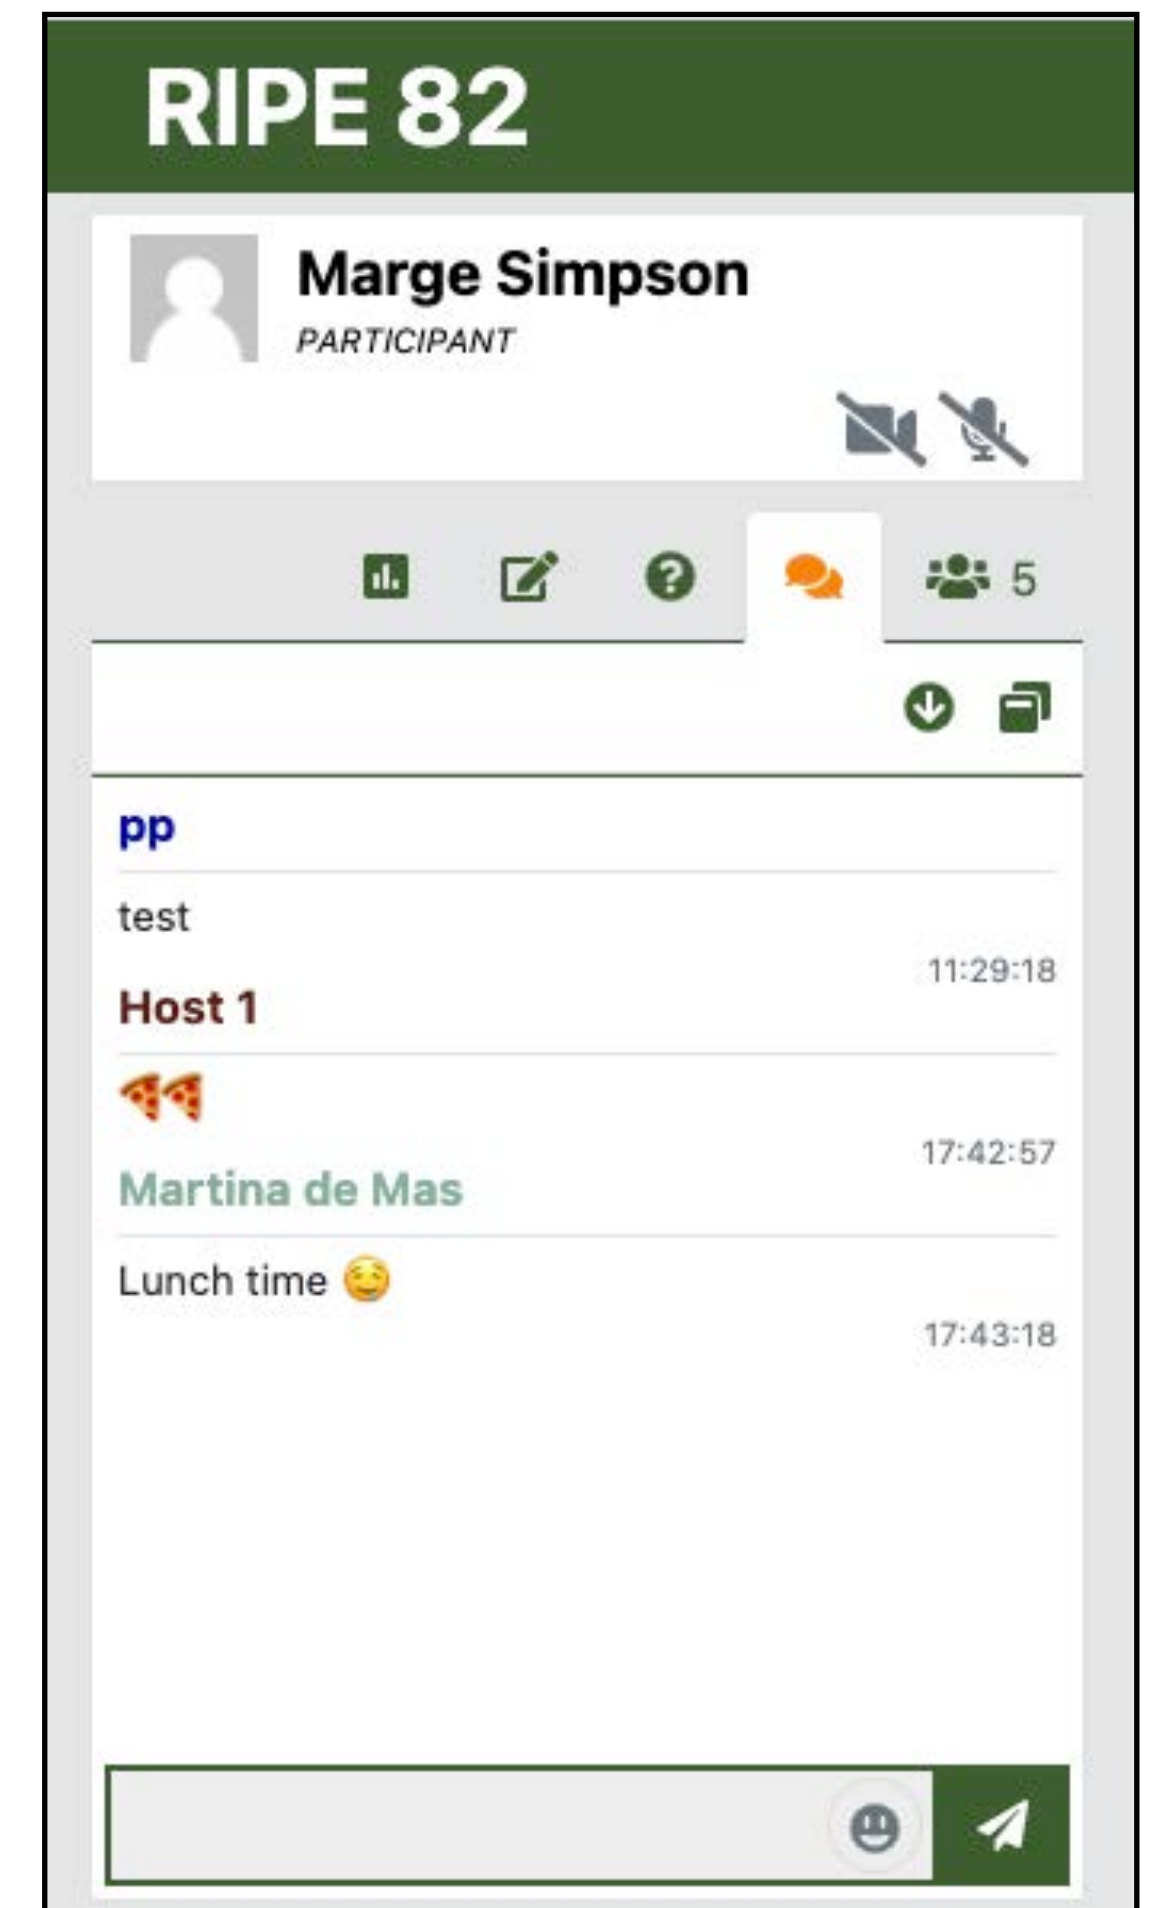 RIPE 82
Marge Simpson
PARTICIPANT
5
pp
test
11:29:18
Host 1
🍕🍕
17:42:57
Martina de Mas
Lunch time 🤤
17:43:18